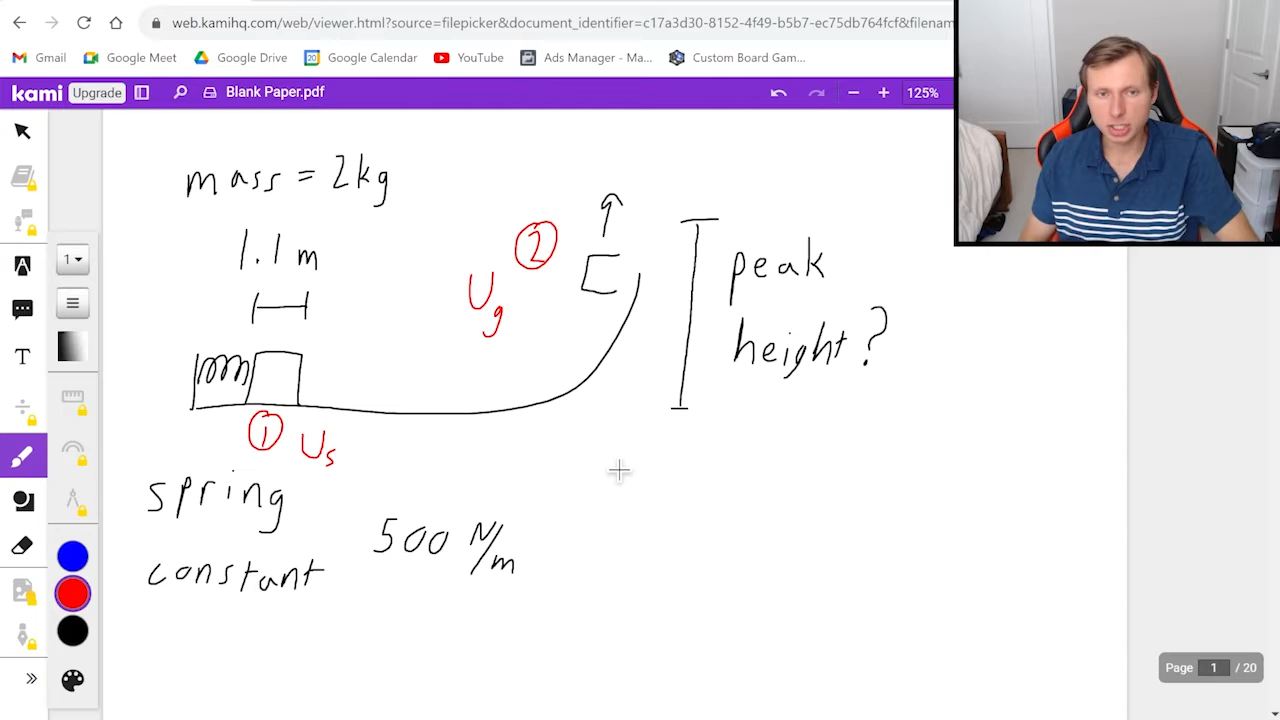 web.kamihq.com/web/viewer.html?source=filepicker&document_identifier=c17a3d30-8152-4f49-b5b7-ec75db764fcf&filenam
Gmail Google Meet Google Drive Google Calendar YouTube Ads Manager - Ma... Custom Board Gam...
kami Upgrade Blank Paper.pdf 125%
mass = 2kg
1.1 m
peak
height?
② 
Ug
① Us
spring
constant
500 N/m
1
T
Page 1 / 20